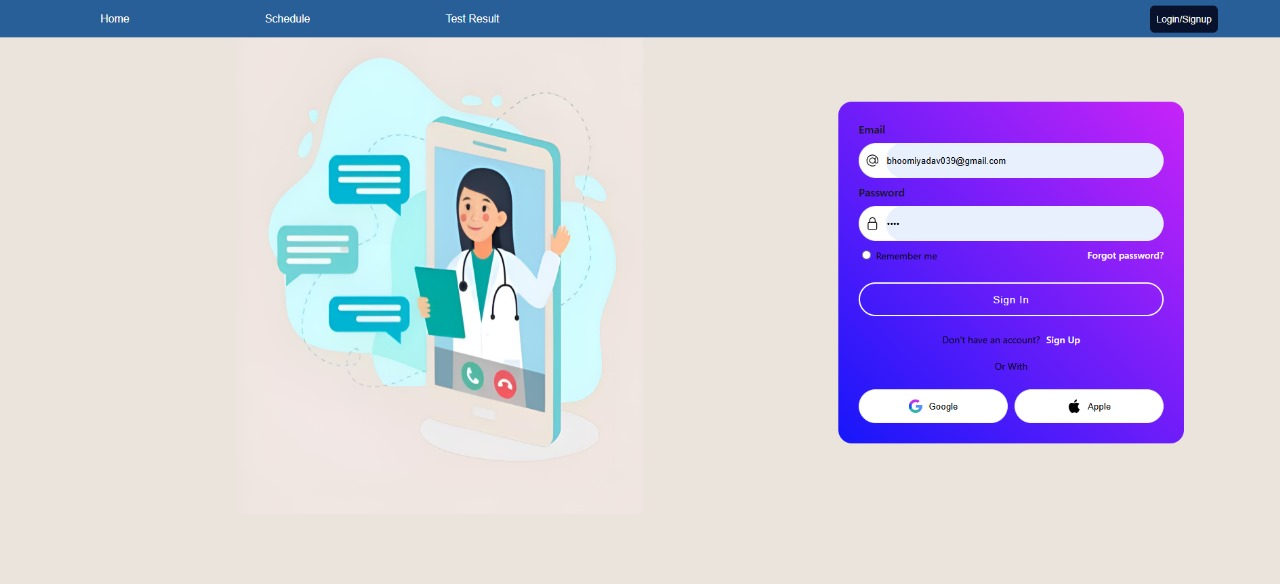 Home Schedule Test Result Login/Signup
Email
bhoomiyadav039@gmail.com
Password
••••
Remember me Forgot password?
Sign In
Don't have an account? Sign Up
Or With
Google Apple